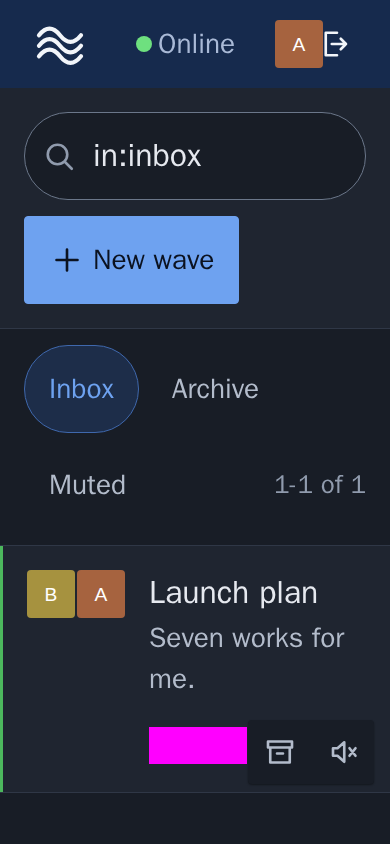 Online
A
in:inbox
New wave
Inbox
Archive
Muted
1-1 of 1
B
A
Launch plan
Seven works for
me.